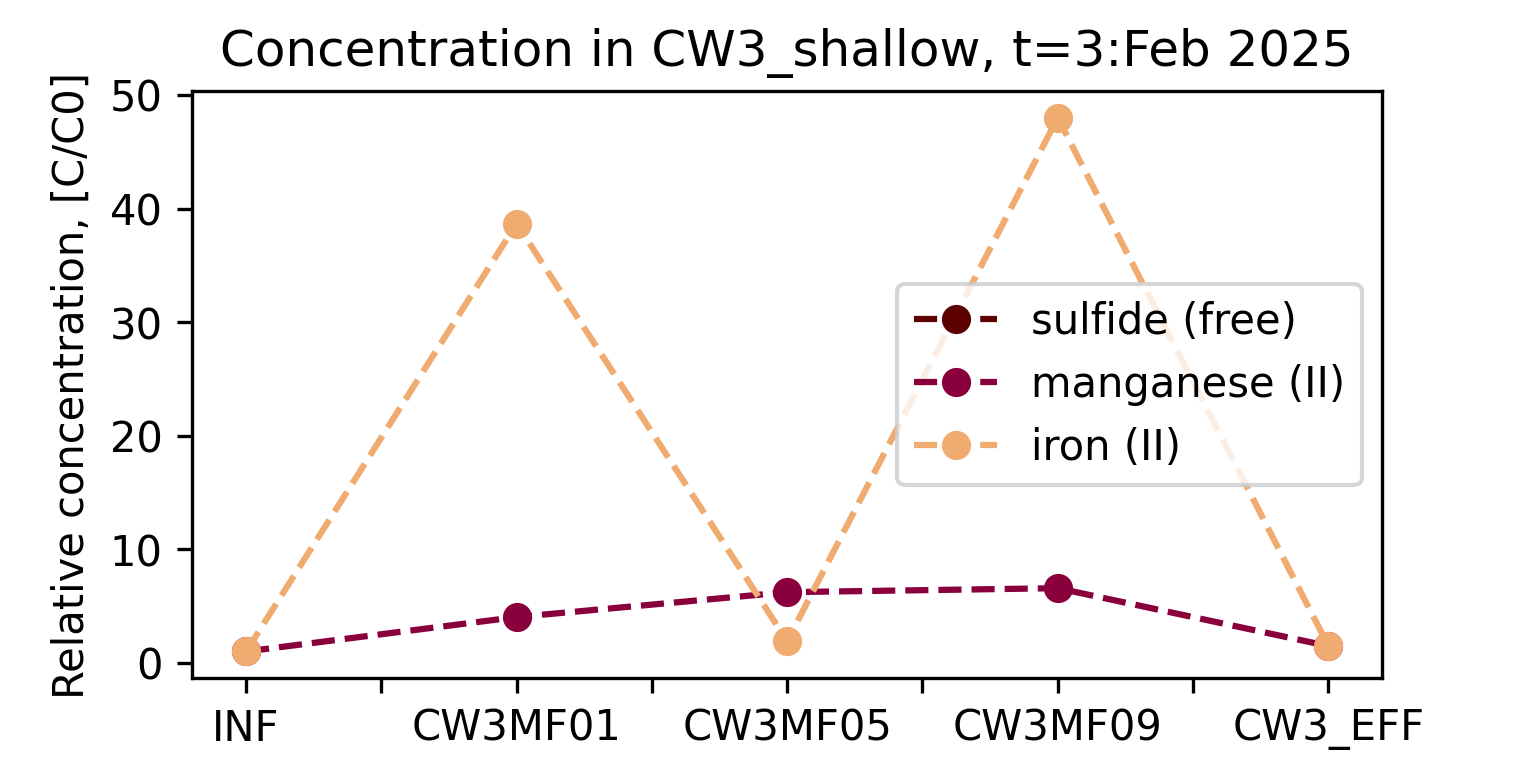 Concentration in CW3_shallow, t=3:Feb 2025
Relative concentration, [C/C0]
50
40
30
20
10
0
sulfide (free)
manganese (II)
iron (II)
INF
CW3MF01
CW3MF05
CW3MF09
CW3_EFF